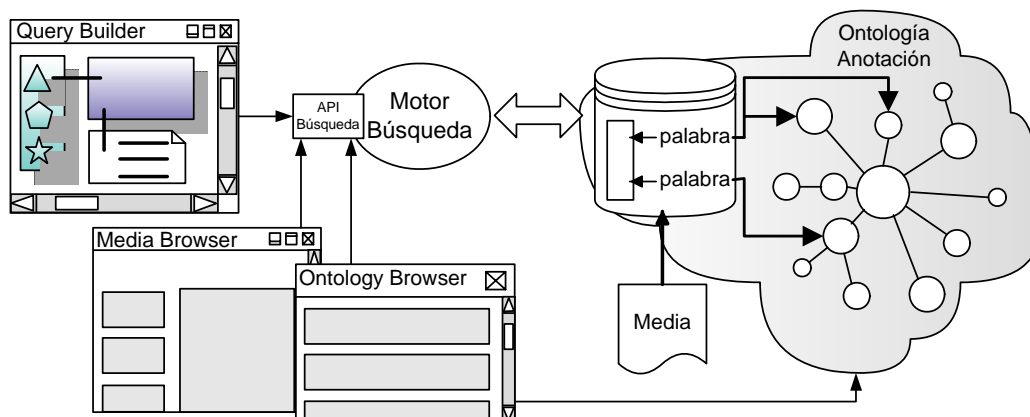 Query Builder
API
Búsqueda
Motor
Búsqueda
Ontología
Anotación
palabra
palabra
Media Browser
Ontology Browser
Media